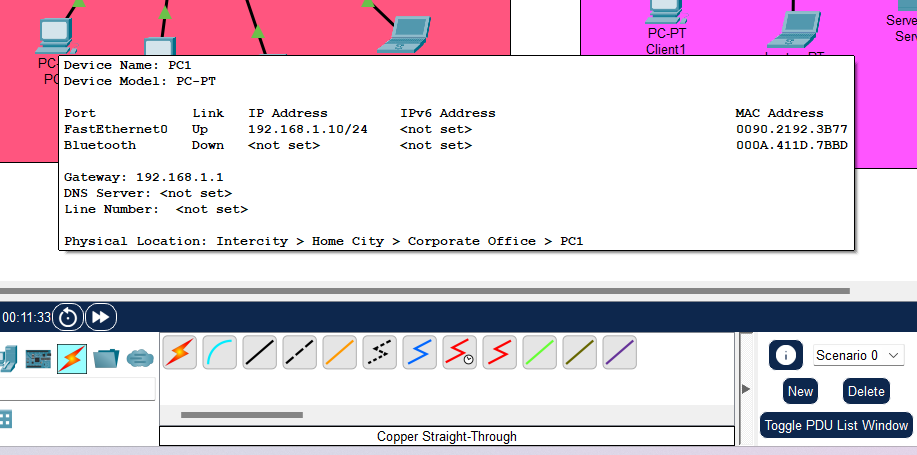 PC-PT
Client1
Serve
Ser
PC-
PC
Device Name: PC1
Device Model: PC-PT
Port Link IP Address IPv6 Address MAC Address
FastEthernet0 Up 192.168.1.10/24 <not set> 0090.2192.3B77
Bluetooth Down <not set> <not set> 000A.411D.7BBD
Gateway: 192.168.1.1
DNS Server: <not set>
Line Number: <not set>
Physical Location: Intercity > Home City > Corporate Office > PC1
00:11:33
Scenario 0
New Delete
Toggle PDU List Window
Copper Straight-Through